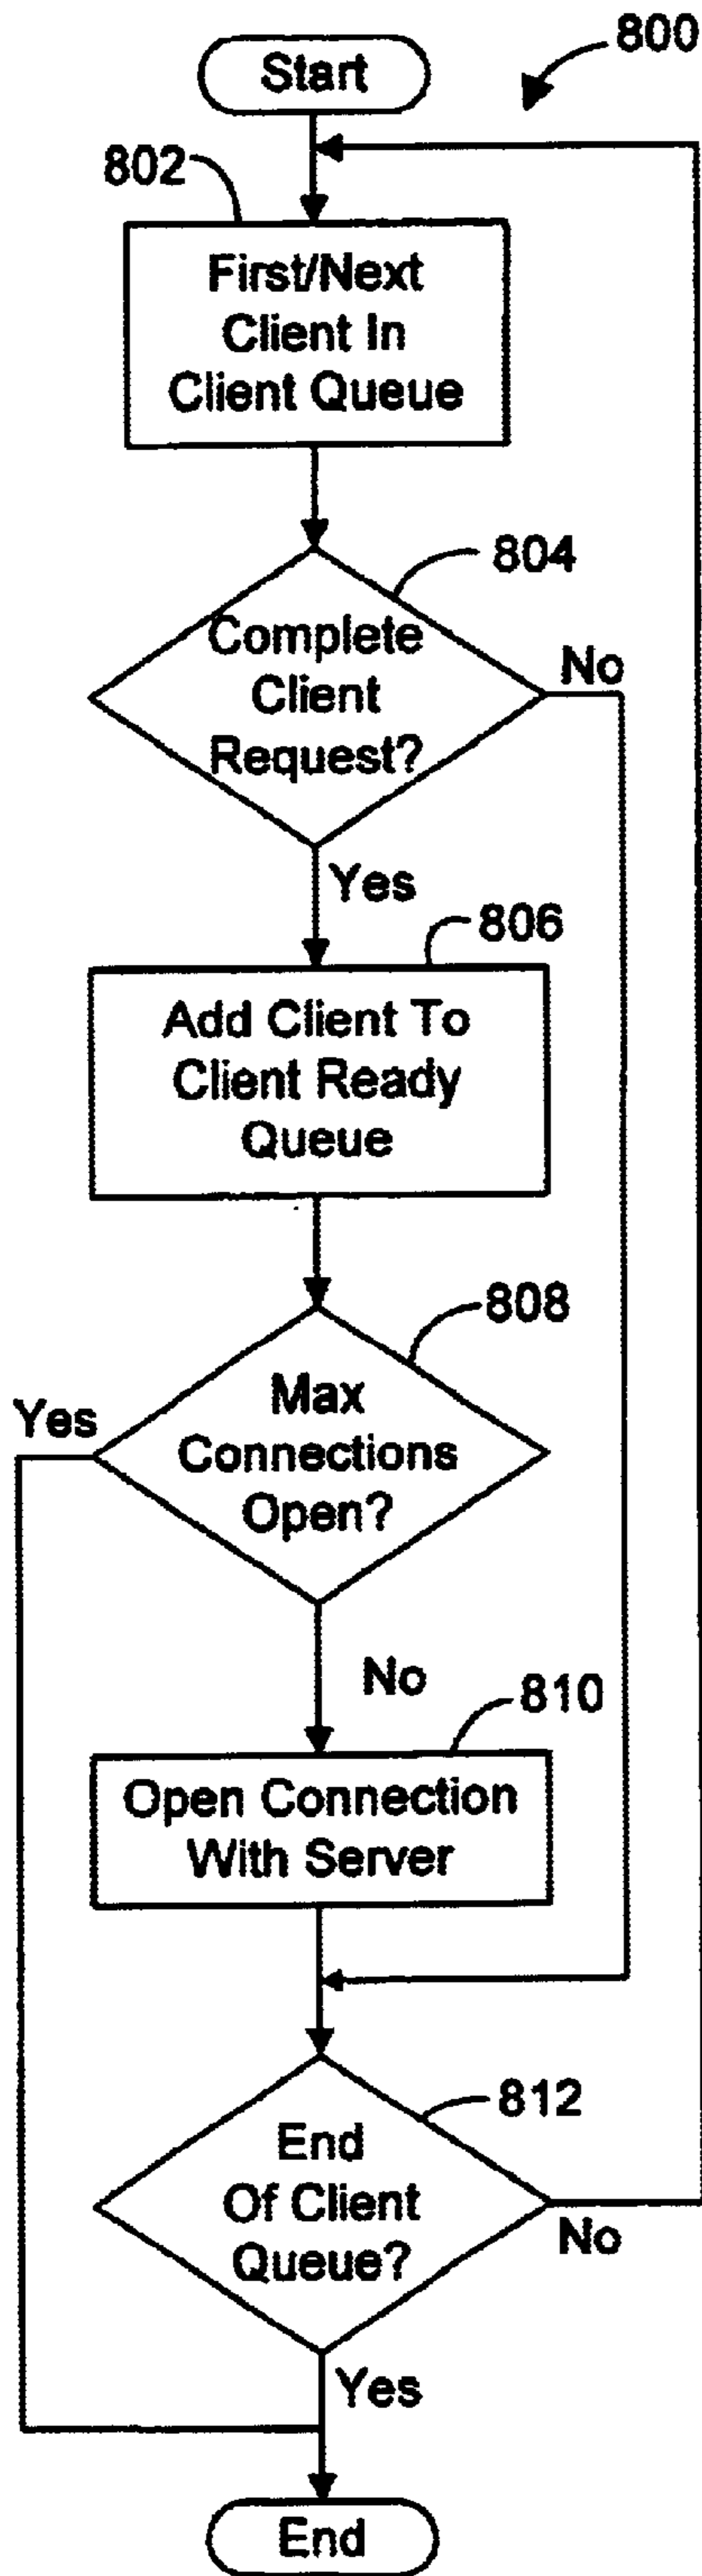 Start
800
802
First/Next
Client In
Client Queue
804
Complete
Client
Request?
No
Yes
806
Add Client To
Client Ready
Queue
808
Max
Connections
Open?
Yes
No
810
Open Connection
With Server
812
End
Of Client
Queue?
No
Yes
End